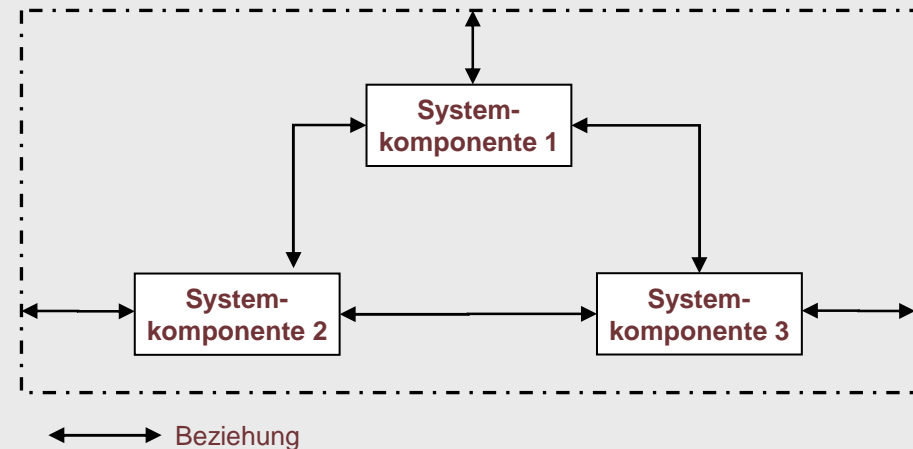 System-
komponente 1
System-
komponente 2
System-
komponente 3
Beziehung